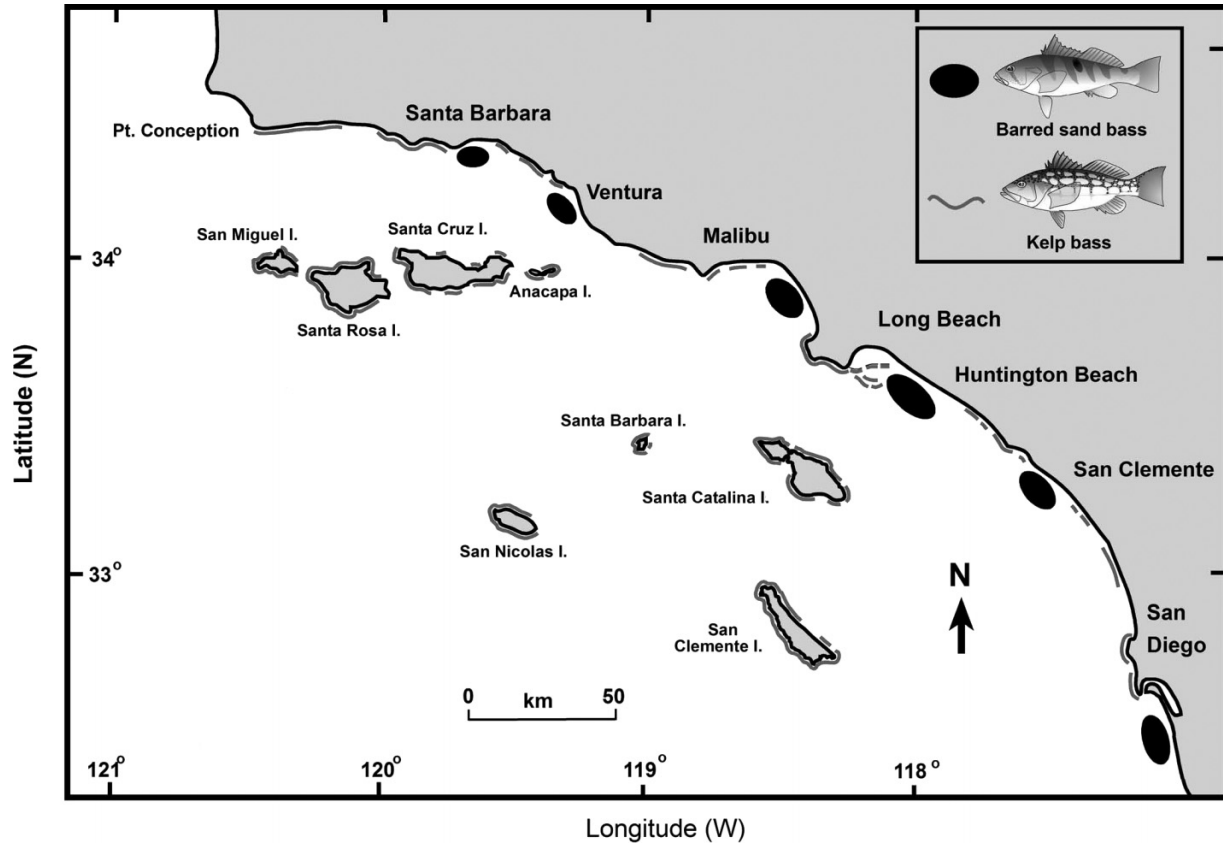 Santa Barbara
Pt. Conception
Barred sand bass
Kelp bass
Ventura
San Miguel I.
Santa Cruz I.
Malibu
34°
Anacapa I.
Santa Rosa I.
Long Beach
Huntington Beach
Santa Barbara I.
San Clemente
Santa Catalina I.
San Nicolas I.
33°
N
San
Clemente I.
San
Diego
0 km 50
121° 120° 119° 118°
Latitude (N)
Longitude (W)